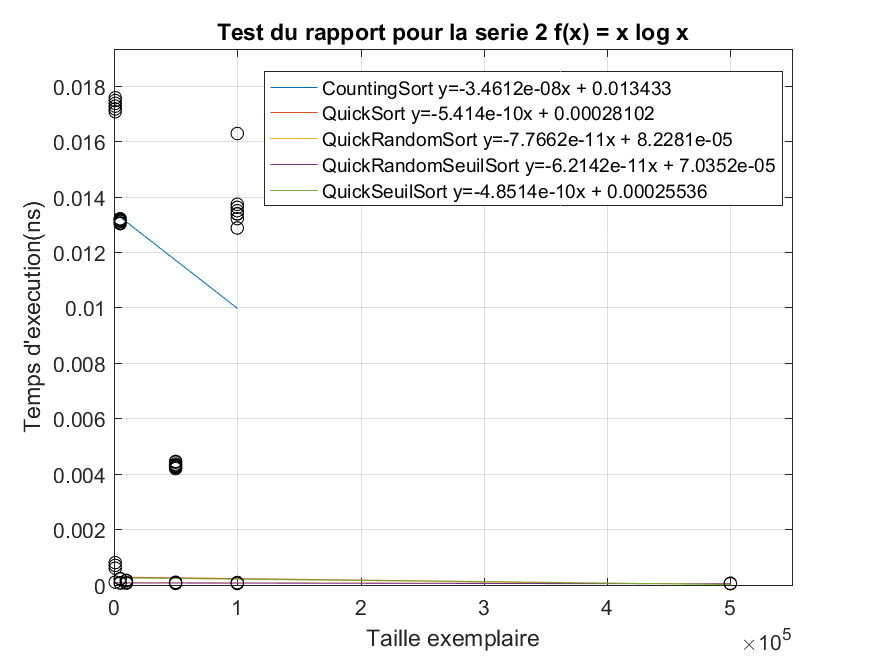 Test du rapport pour la serie 2 f(x) = x log x
CountingSort y=-3.4612e-08x + 0.013433
QuickSort y=-5.414e-10x + 0.00028102
QuickRandomSort y=-7.7662e-11x + 8.2281e-05
QuickRandomSeuilSort y=-6.2142e-11x + 7.0352e-05
QuickSeuilSort y=-4.8514e-10x + 0.00025536
Temps d'execution(ns)
0.018
0.016
0.014
0.012
0.01
0.008
0.006
0.004
0.002
0
0 1 2 3 4 5
Taille exemplaire
×10^5